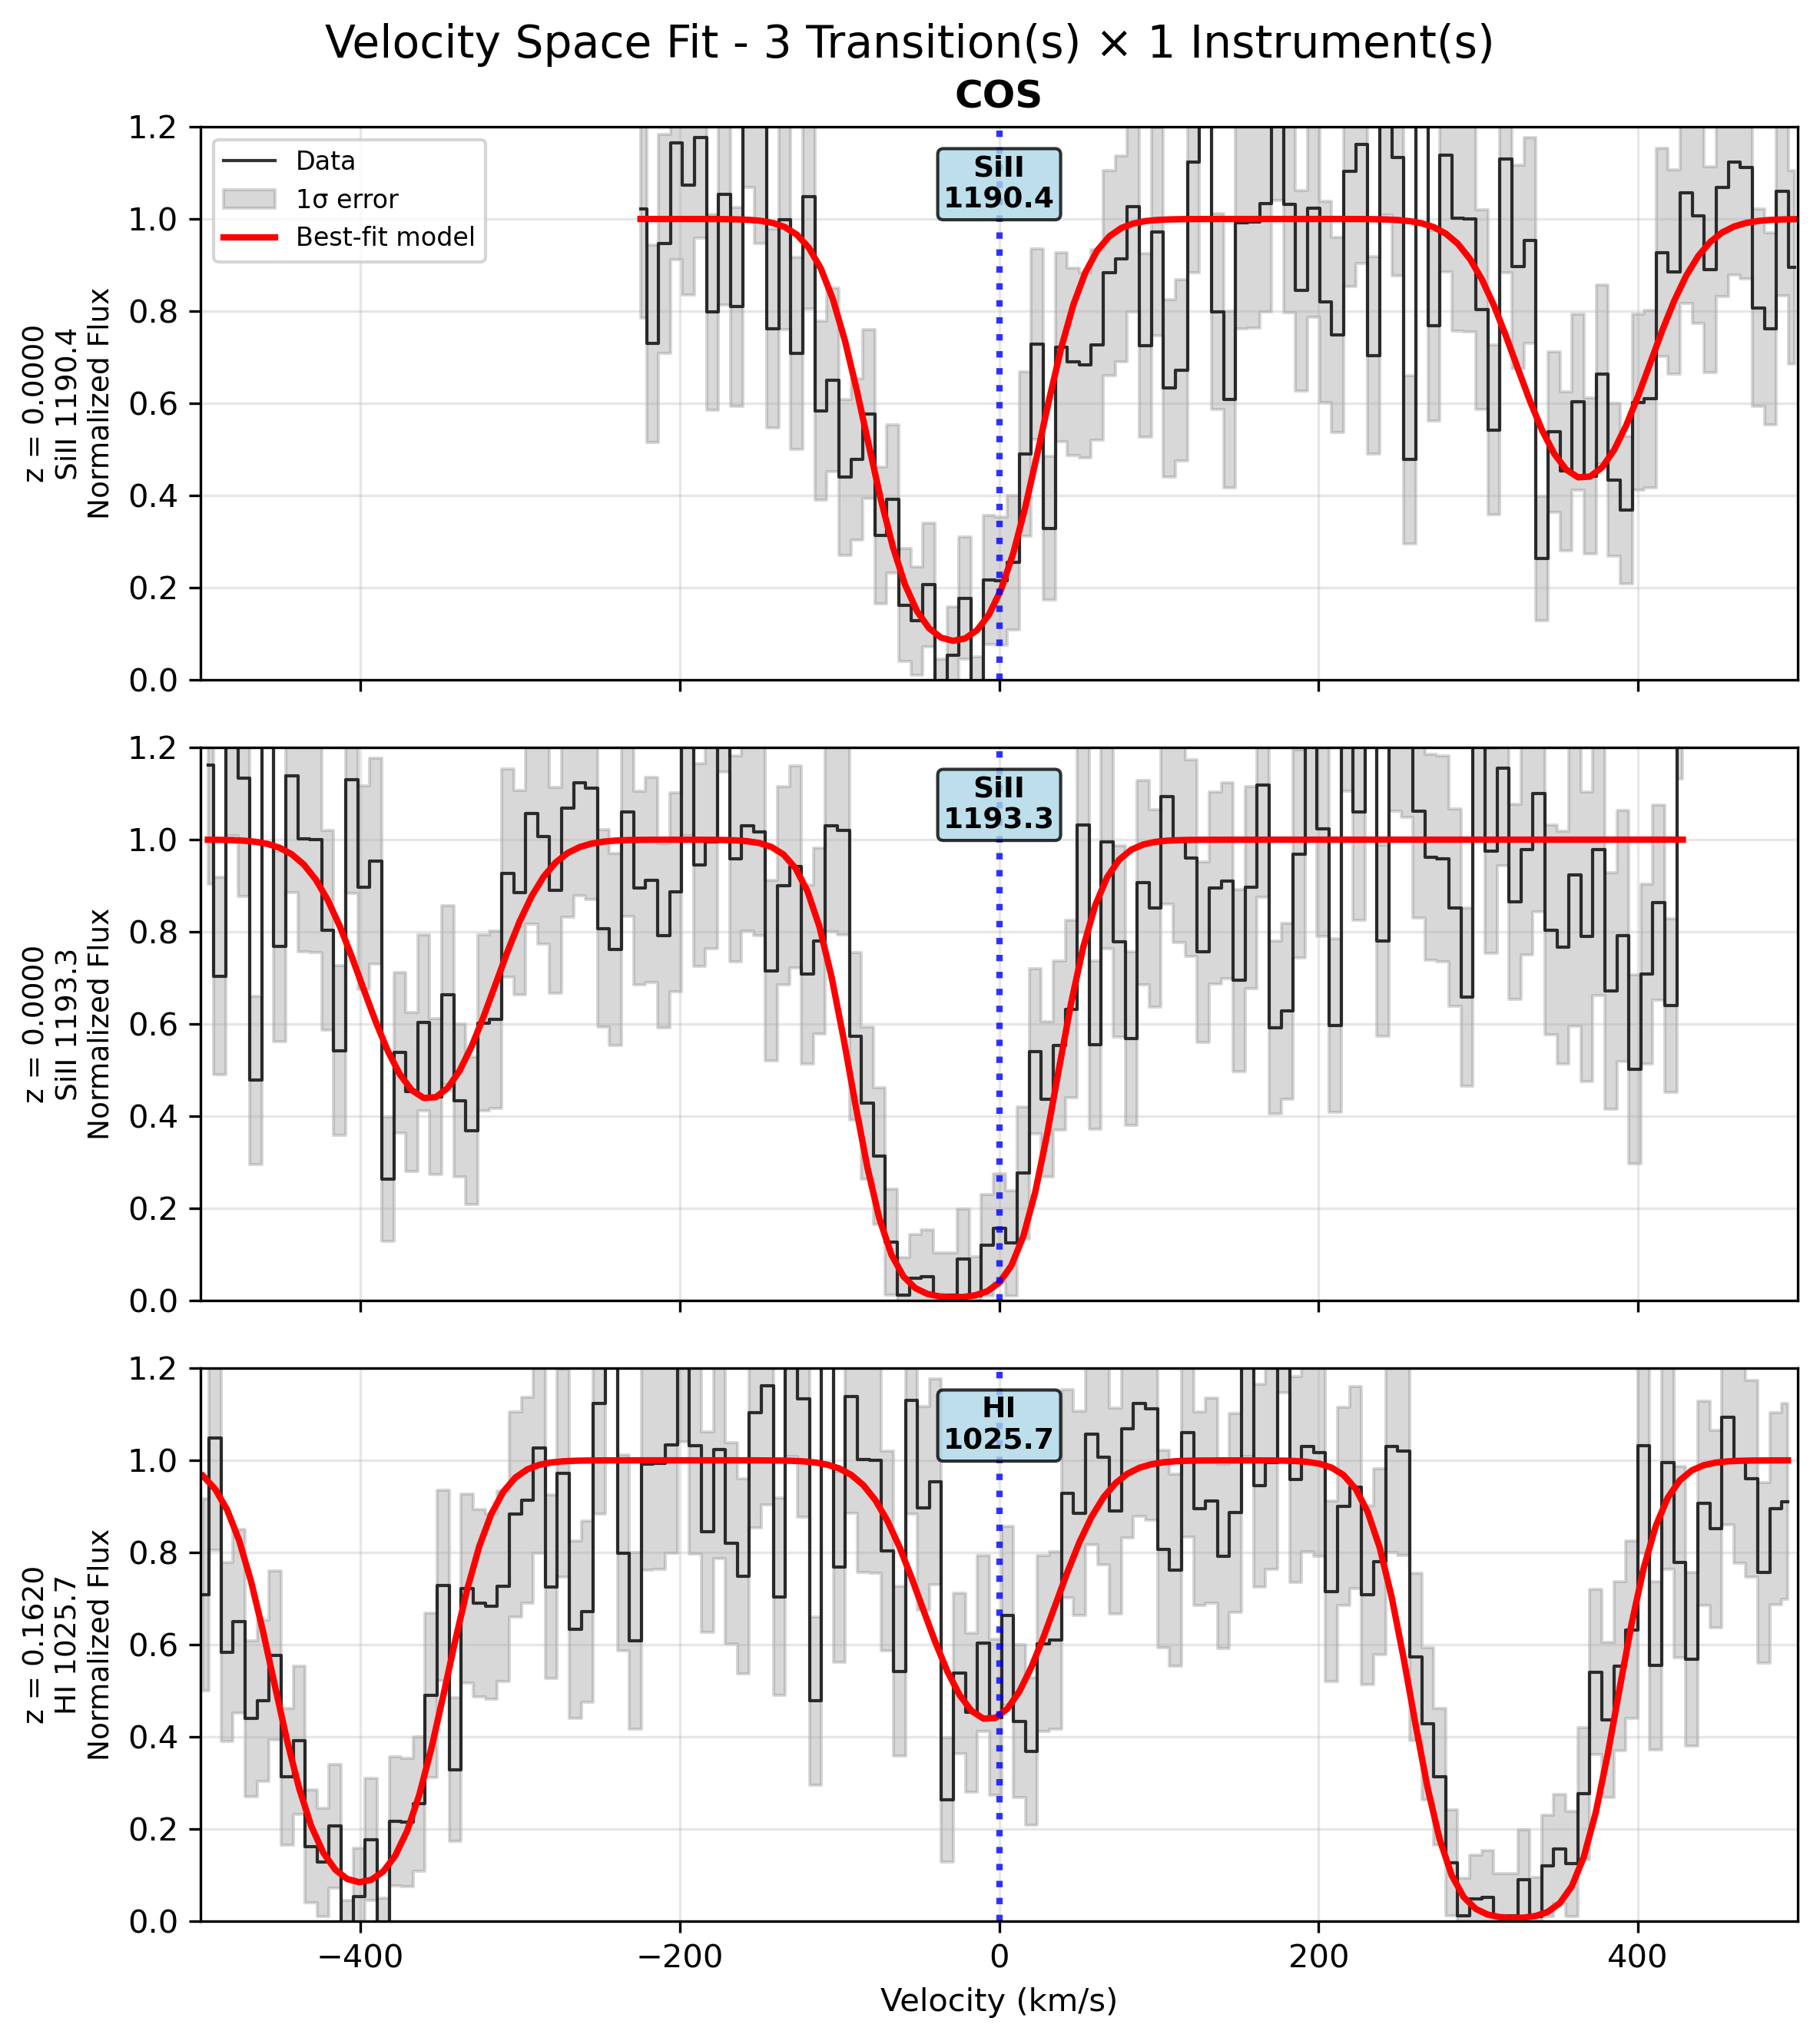 Velocity Space Fit - 3 Transition(s) × 1 Instrument(s)
COS
Data
1σ error
Best-fit model
SiII
1190.4
z = 0.0000
SiII 1190.4
Normalized Flux
1.2
1.0
0.8
0.6
0.4
0.2
0.0
SiII
1193.3
z = 0.0000
SiII 1193.3
Normalized Flux
1.2
1.0
0.8
0.6
0.4
0.2
0.0
HI
1025.7
z = 0.1620
HI 1025.7
Normalized Flux
1.2
1.0
0.8
0.6
0.4
0.2
0.0
−400 −200 0 200 400
Velocity (km/s)